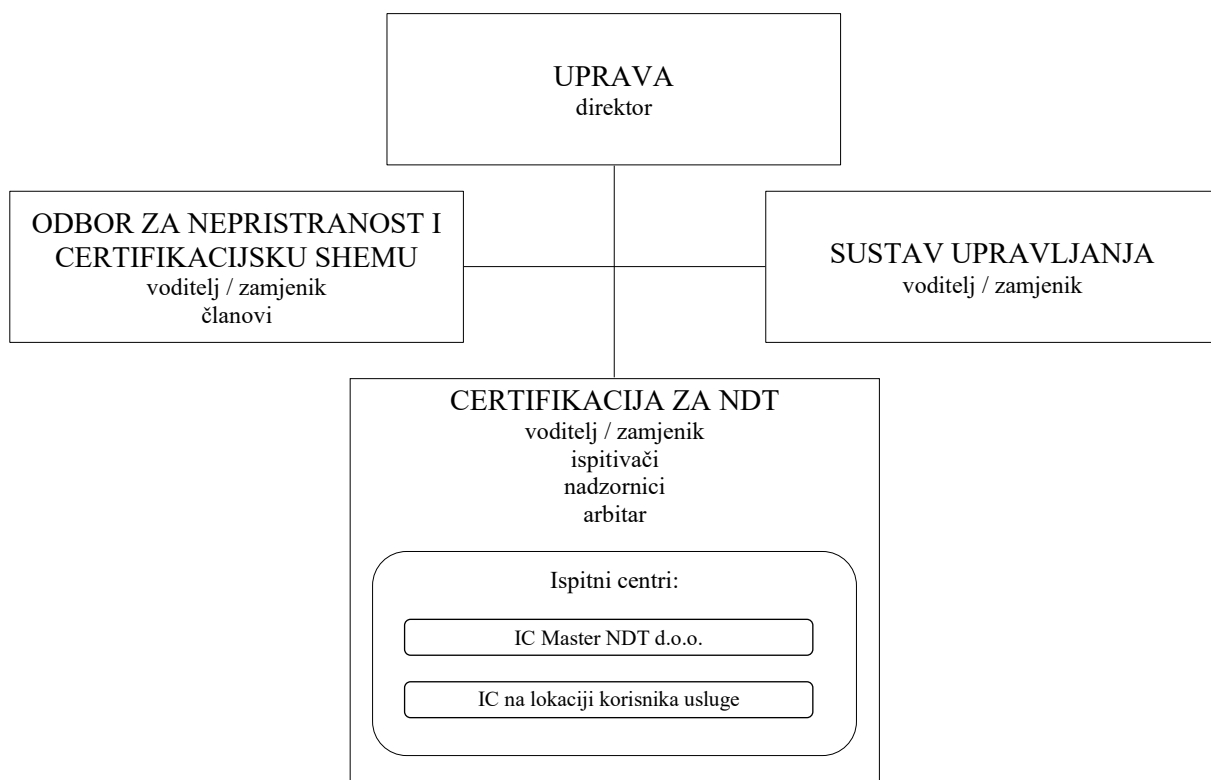 UPRAVA
direktor
ODBOR ZA NEPRISTRANOST I
CERTIFIKACIJSKU SHEMU
voditelj / zamjenik
članovi
SUSTAV UPRAVLJANJA
voditelj / zamjenik
CERTIFIKACIJA ZA NDT
voditelj / zamjenik
ispitivači
nadzornici
arbitar
Ispitni centri:
IC Master NDT d.o.o.
IC na lokaciji korisnika usluge